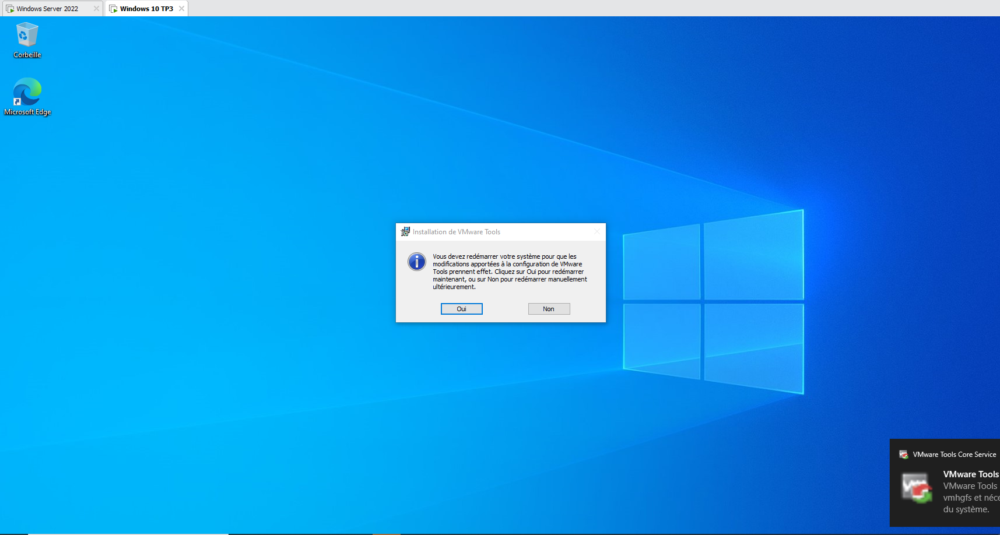 Windows Server 2022
Windows 10 TP3
Corbeille
Microsoft Edge
Installation de VMware Tools
Vous devez redémarrer votre système pour que les
modifications apportées à la configuration de VMware
Tools prennent effet. Cliquez sur Oui pour redémarrer
maintenant, ou sur Non pour redémarrer manuellement
ultérieurement.
Oui
Non
VMware Tools Core Service
VMware Tools
VMware Tools
vmhgfs et néce
du système.